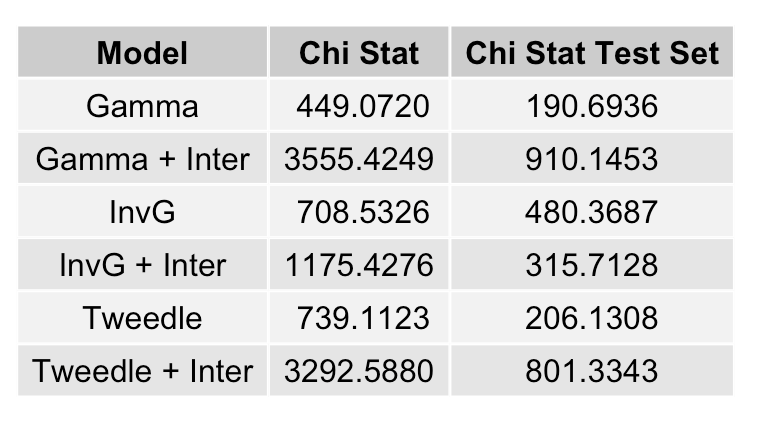 Model Chi Stat Chi Stat Test Set
Gamma 449.0720 190.6936
Gamma + Inter 3555.4249 910.1453
InvG 708.5326 480.3687
InvG + Inter 1175.4276 315.7128
Tweedle 739.1123 206.1308
Tweedle + Inter 3292.5880 801.3343